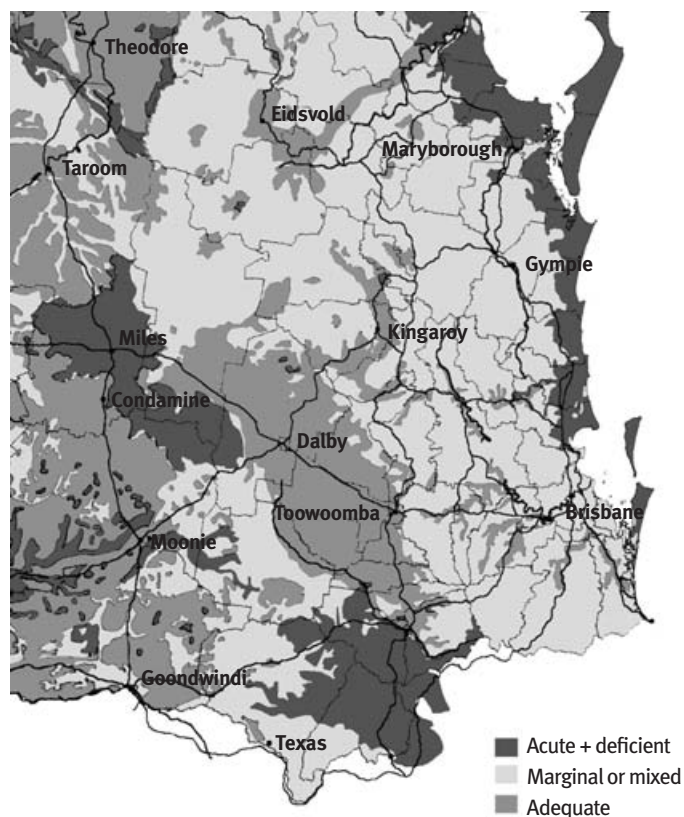 Theodore
Eidsvold
Maryborough
Taroom
Gympie
Miles
Kingaroy
Condamine
Dalby
Toowoomba
Brisbane
Moonie
Goondwindi
Texas
Acute + deficient
Marginal or mixed
Adequate